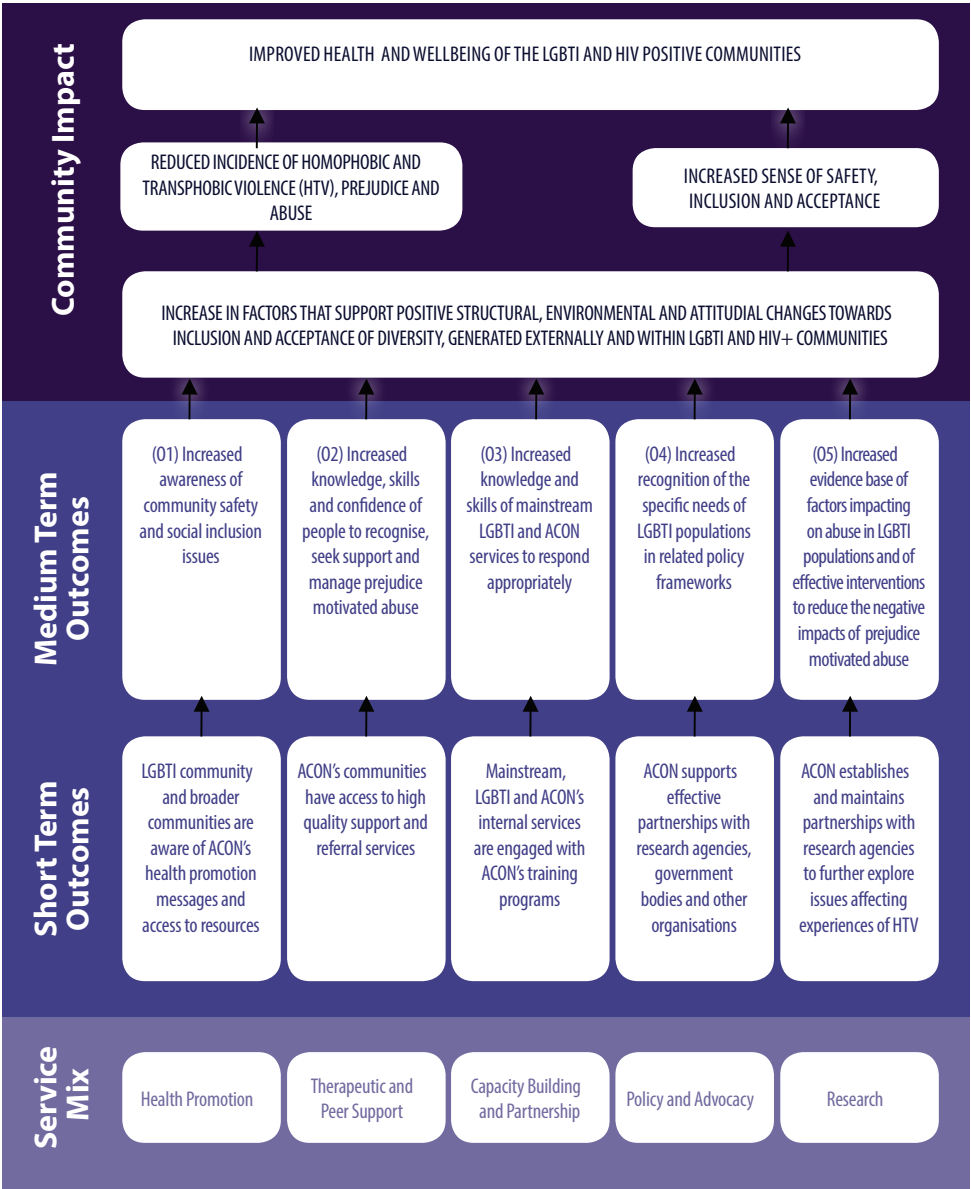 Community Impact
IMPROVED HEALTH AND WELLBEING OF THE LGBTI AND HIV POSITIVE COMMUNITIES
REDUCED INCIDENCE OF HOMOPHOBIC AND
TRANSPHOBIC VIOLENCE (HTV), PREJUDICE AND
ABUSE
INCREASED SENSE OF SAFETY,
INCLUSION AND ACCEPTANCE
INCREASE IN FACTORS THAT SUPPORT POSITIVE STRUCTURAL, ENVIRONMENTAL AND ATTITUDIAL CHANGES TOWARDS
INCLUSION AND ACCEPTANCE OF DIVERSITY, GENERATED EXTERNALLY AND WITHIN LGBTI AND HIV+ COMMUNITIES
Medium Term
Outcomes
(O1) Increased
awareness of
community safety
and social inclusion
issues
(O2) Increased
knowledge, skills
and confidence of
people to recognise,
seek support and
manage prejudice
motivated abuse
(O3) Increased
knowledge and
skills of mainstream
LGBTI and ACON
services to respond
appropriately
(O4) Increased
recognition of the
specific needs of
LGBTI populations
in related policy
frameworks
(O5) Increased
evidence base of
factors impacting
on abuse in LGBTI
populations and of
effective interventions
to reduce the negative
impacts of prejudice
motivated abuse
Short Term
Outcomes
LGBTI community
and broader
communities are
aware of ACON's
health promotion
messages and
access to resources
ACON's communities
have access to high
quality support and
referral services
Mainstream,
LGBTI and ACON's
internal services
are engaged with
ACON's training
programs
ACON supports
effective
partnerships with
research agencies,
government
bodies and other
organisations
ACON establishes
and maintains
partnerships with
research agencies
to further explore
issues affecting
experiences of HTV
Service
Mix
Health Promotion
Therapeutic and
Peer Support
Capacity Building
and Partnership
Policy and Advocacy
Research